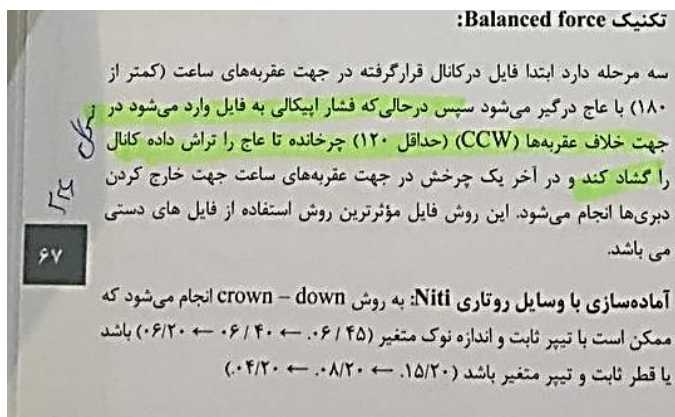 تکنیک Balanced force:
سه مرحله دارد ابتدا فایل درکانال قرارگرفته در جهت عقربه‌های ساعت (کمتر از
۱۸۰) با عاج درگیر می‌شود سپس درحالی‌که فشار اپیکالی به فایل وارد می‌شود در
جهت خلاف عقربه‌ها (CCW) (حداقل ۱۲۰) چرخانده تا عاج را تراش داده کانال
را گشاد کند و در آخر یک چرخش در جهت عقربه‌های ساعت جهت خارج کردن
دبری‌ها انجام می‌شود. این روش فایل مؤثرترین روش استفاده از فایل های دستی
می باشد.
۶۷
آماده‌سازی با وسایل روتاری Niti: به روش crown – down انجام می‌شود که
ممکن است با تیپر ثابت و اندازه نوک متغیر (۰۶ / ۴۵. ← ۰۶ / ۴۰. ← ۰۶/۲۰.) باشد
یا قطر ثابت و تیپر متغیر باشد (۱۵/۲۰. ← ۰۸/۲۰. ← ۰۴/۲۰.)